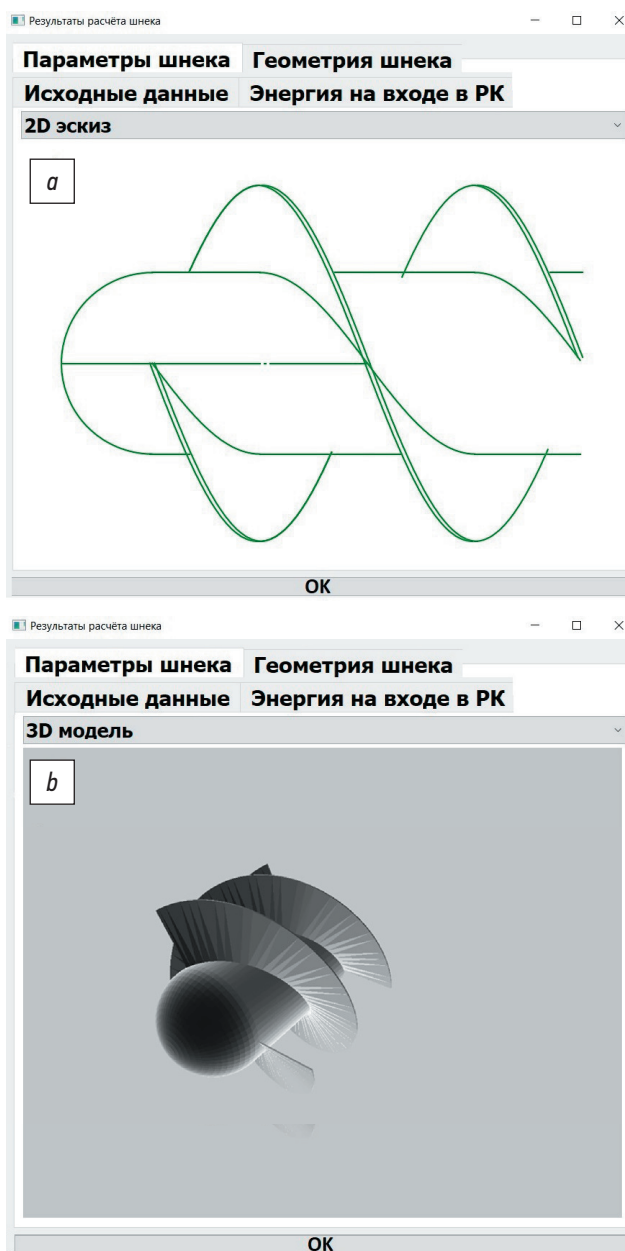 Результаты расчёта шнека
Параметры шнека Геометрия шнека
Исходные данные Энергия на входе в РК
2D эскиз
a
OK
Результаты расчёта шнека
Параметры шнека Геометрия шнека
Исходные данные Энергия на входе в РК
3D модель
b
OK